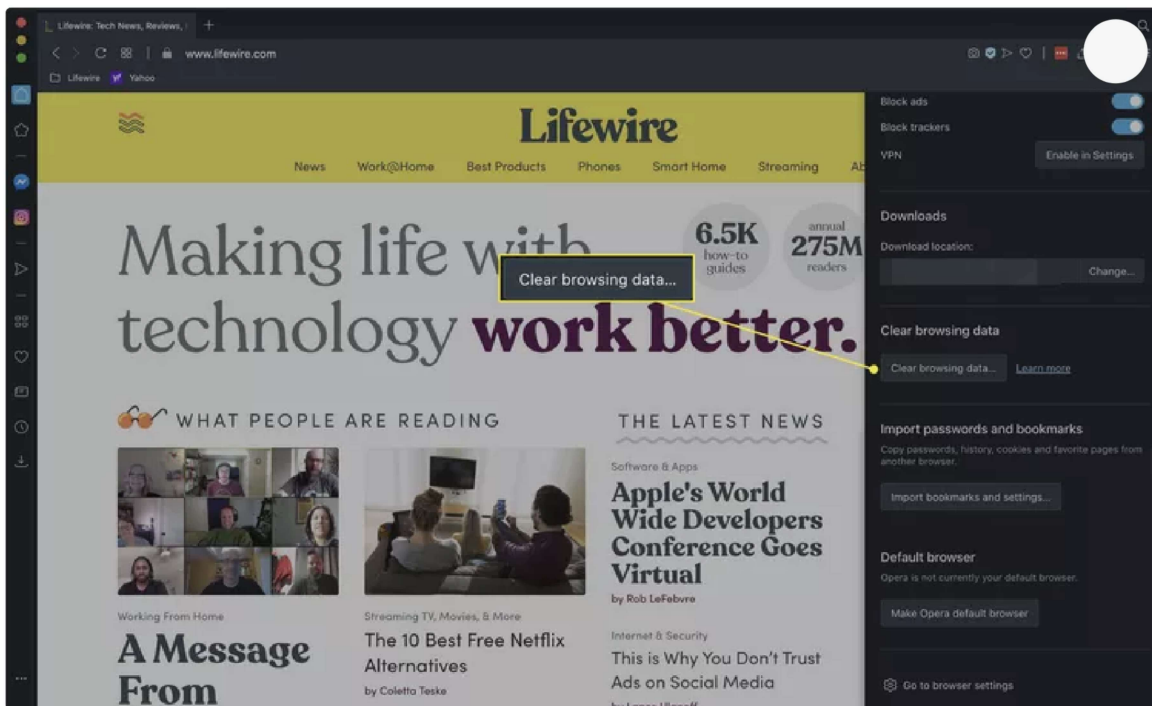 Lifewire: Tech News, Reviews,
www.lifewire.com
Lifewire
Yahoo
Lifewire
News
Work@Home
Best Products
Phones
Smart Home
Streaming
Ab
Making life with
technology work better.
6.5K
how-to
guides
annual
275M
readers
Clear browsing data...
WHAT PEOPLE ARE READING
Working From Home
A Message
From
Streaming TV, Movies, & More
The 10 Best Free Netflix
Alternatives
by Coletta Teske
THE LATEST NEWS
Software & Apps
Apple's World
Wide Developers
Conference Goes
Virtual
by Rob LeFebvre
Internet & Security
This is Why You Don't Trust
Ads on Social Media
Block ads
Block trackers
VPN
Enable in Settings
Downloads
Download location:
Change...
Clear browsing data
Clear browsing data...
Learn more
Import passwords and bookmarks
Copy passwords, history, cookies and favorite pages from
another browser.
Import bookmarks and settings...
Default browser
Opera is not currently your default browser.
Make Opera default browser
Go to browser settings